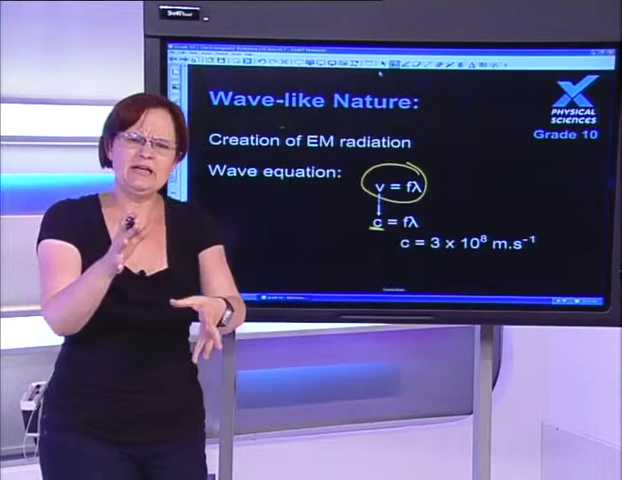 Wave-like Nature:
PHYSICAL
SCIENCES
Grade 10
Creation of EM radiation
Wave equation:
v = fλ
c = fλ
c = 3 x 10⁸ m.s⁻¹